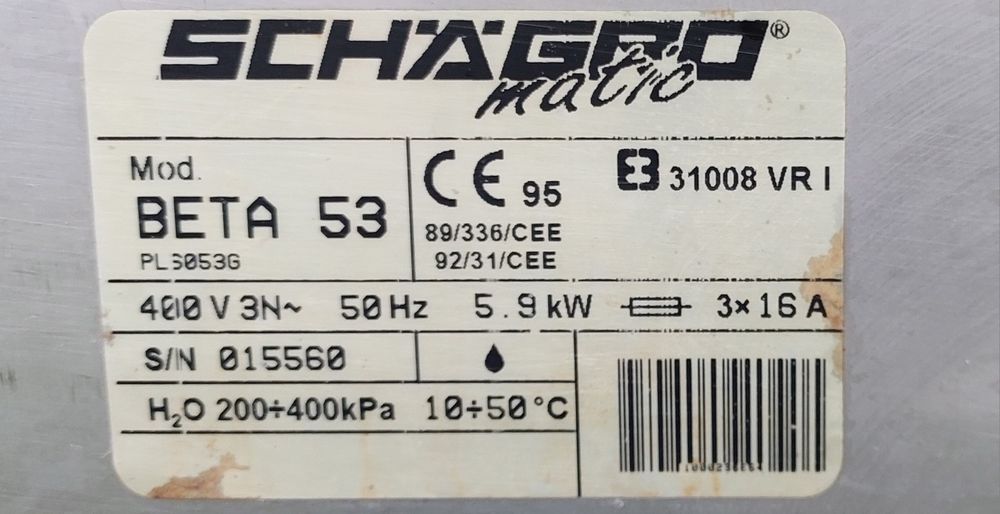 SCHÄGRO®
matic
Mod.
BETA 53
PLS053G
CE 95
89/336/CEE
92/31/CEE
31008 VR I
400 V 3N~ 50 Hz 5.9 kW 3×16 A
S/N 015560
H₂O 200÷400kPa 10÷50°C